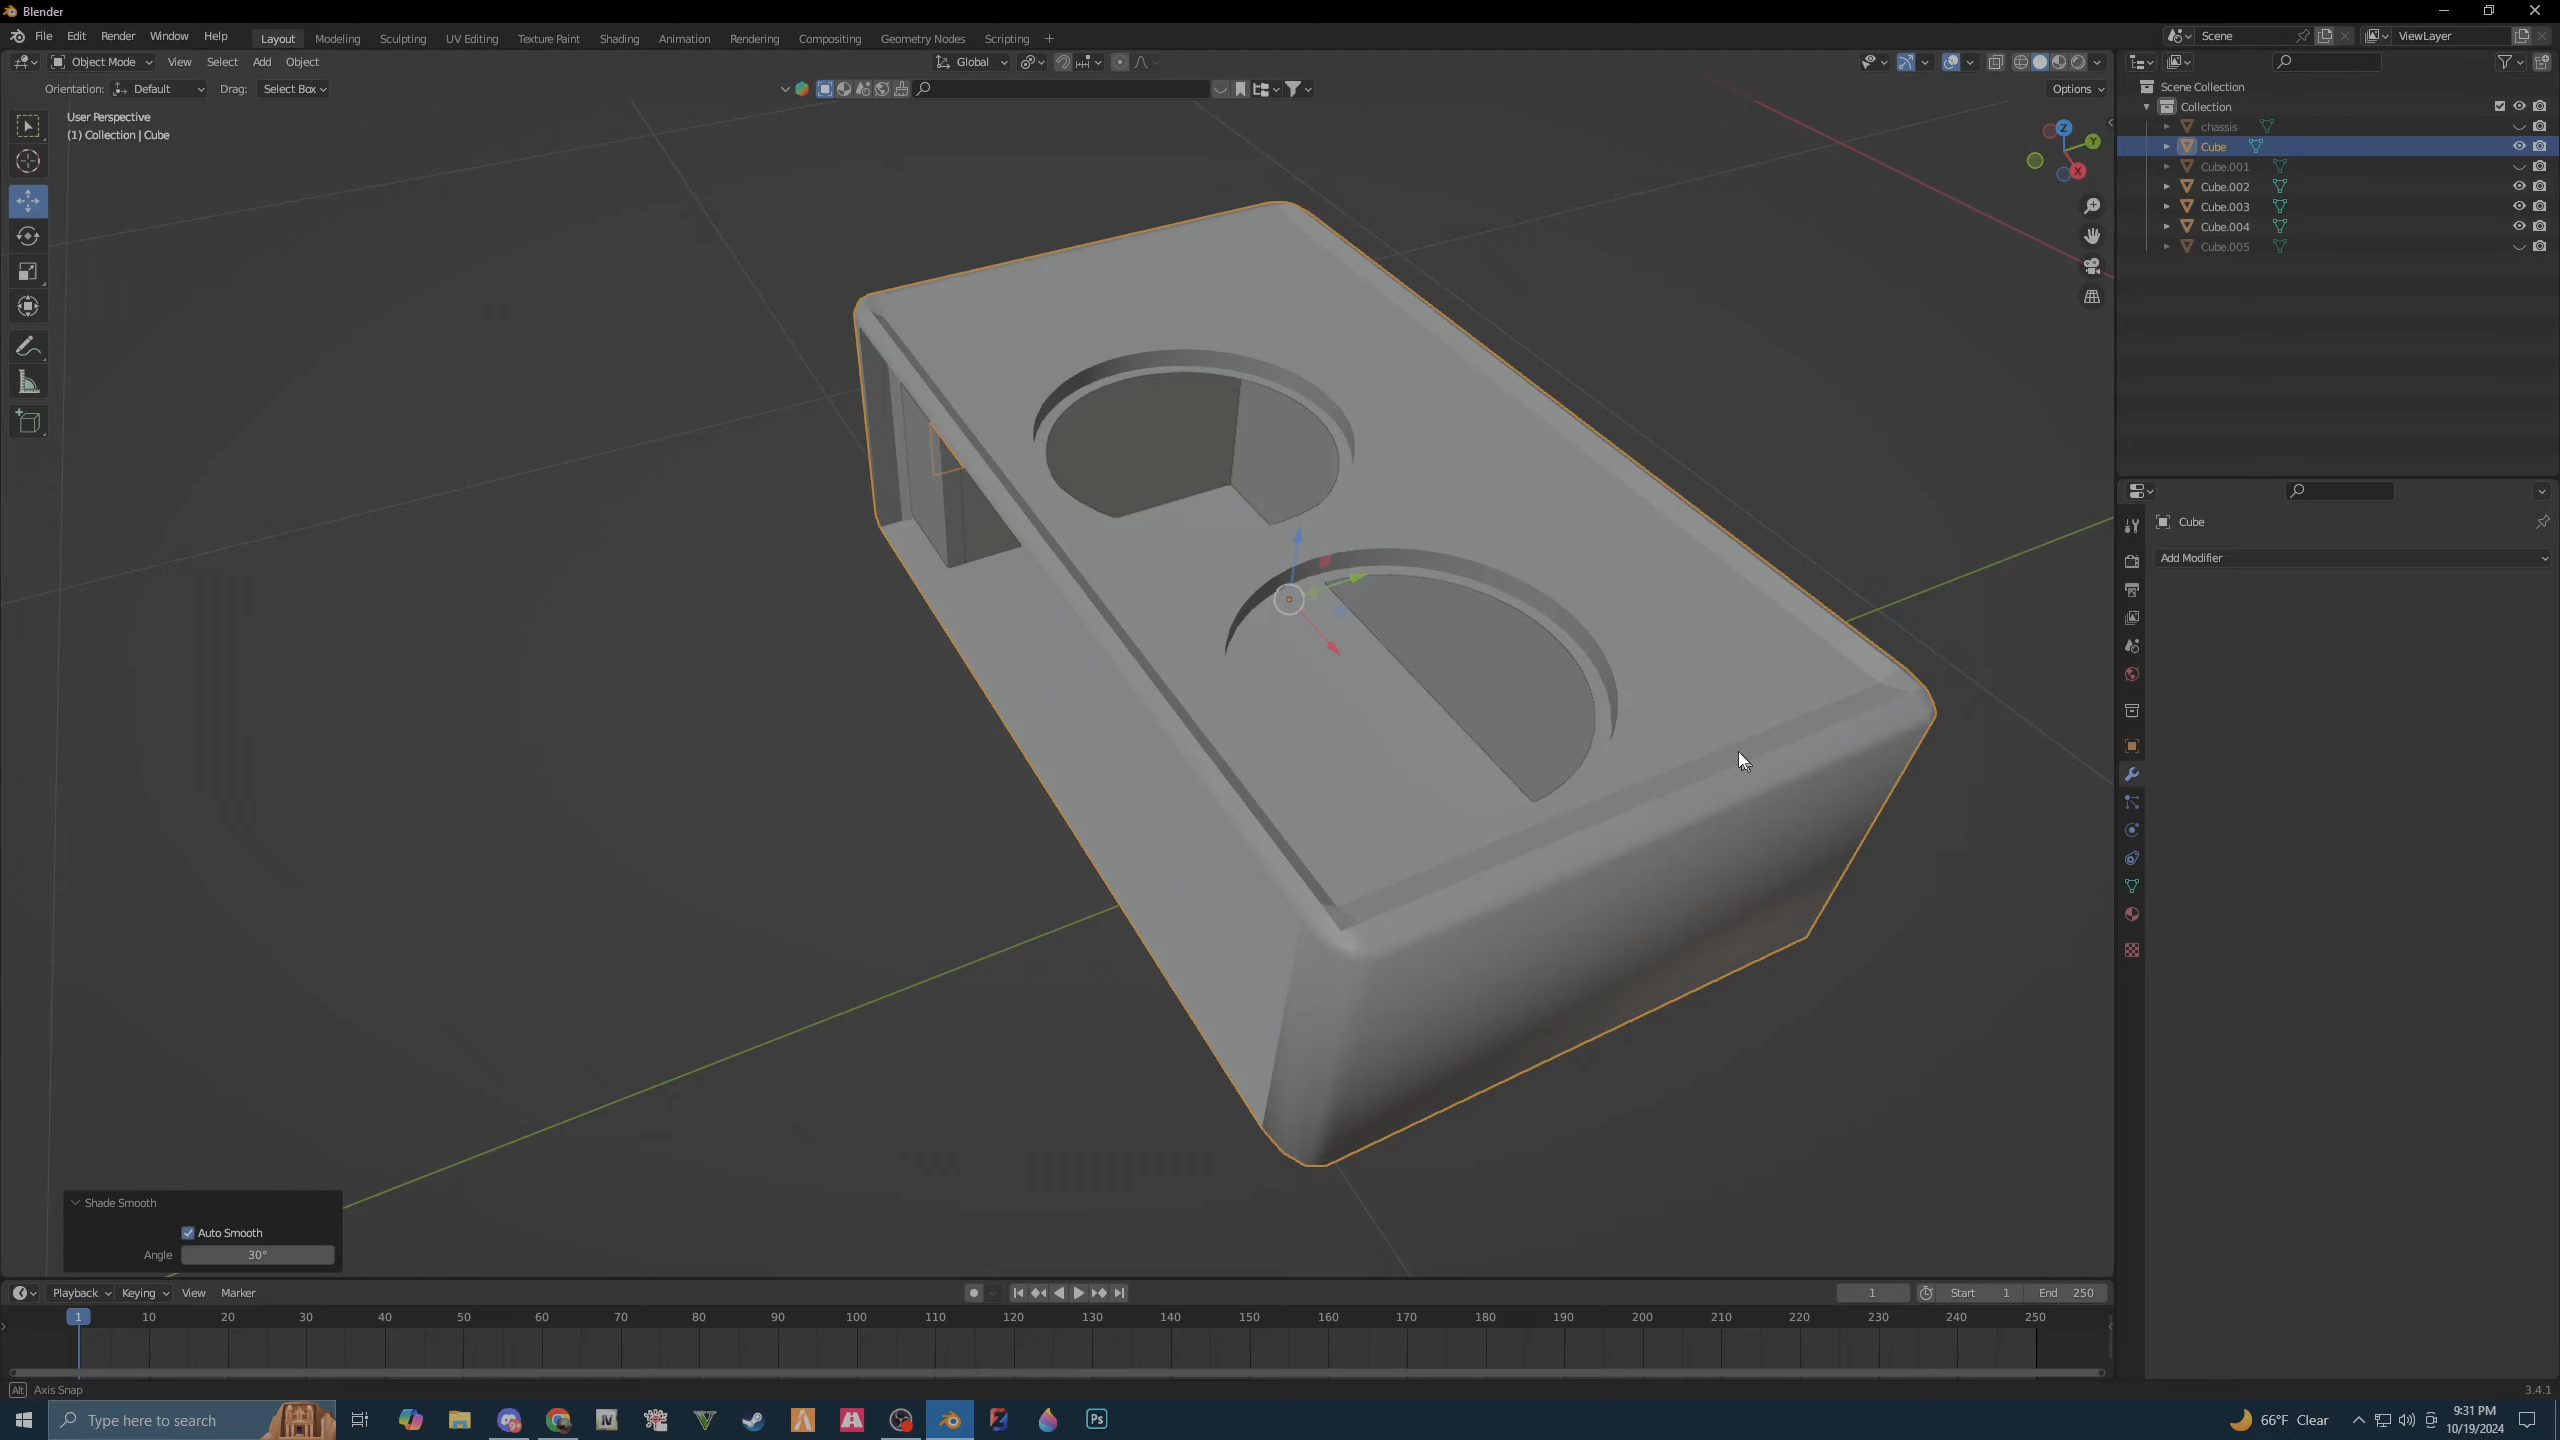 Blender
File Edit Render Window Help
Layout Modeling Sculpting UV Editing Texture Paint Shading Animation Rendering Compositing Geometry Nodes Scripting +
Scene
ViewLayer
Object Mode View Select Add Object
Global
Orientation: Default Drag: Select Box
Options
User Perspective
(1) Collection | Cube
Z
Y
X
Scene Collection
Collection
chassis
Cube
Cube.001
Cube.002
Cube.003
Cube.004
Cube.005
Cube
Add Modifier
Shade Smooth
Auto Smooth
Angle 30°
Playback Keying View Marker
1 Start 1 End 250
1 10 20 30 40 50 60 70 80 90 100 110 120 130 140 150 160 170 180 190 200 210 220 230 240 250
Alt Axis Snap
3.4.1
Type here to search
Ps
66°F Clear
9:31 PM
10/19/2024